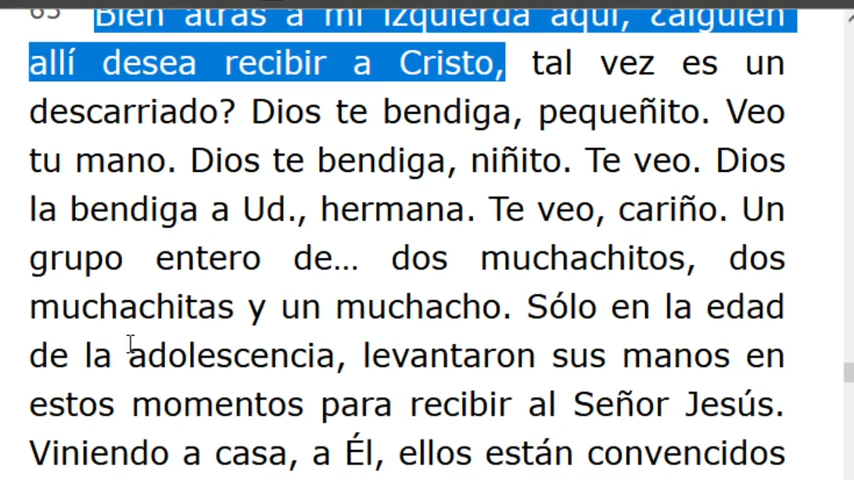 65 Bien atrás a mi izquierda aquí, ¿alguien
allí desea recibir a Cristo, tal vez es un
descarriado? Dios te bendiga, pequeñito. Veo
tu mano. Dios te bendiga, niñito. Te veo. Dios
la bendiga a Ud., hermana. Te veo, cariño. Un
grupo entero de… dos muchachitos, dos
muchachitas y un muchacho. Sólo en la edad
de la adolescencia, levantaron sus manos en
estos momentos para recibir al Señor Jesús.
Viniendo a casa, a Él, ellos están convencidos